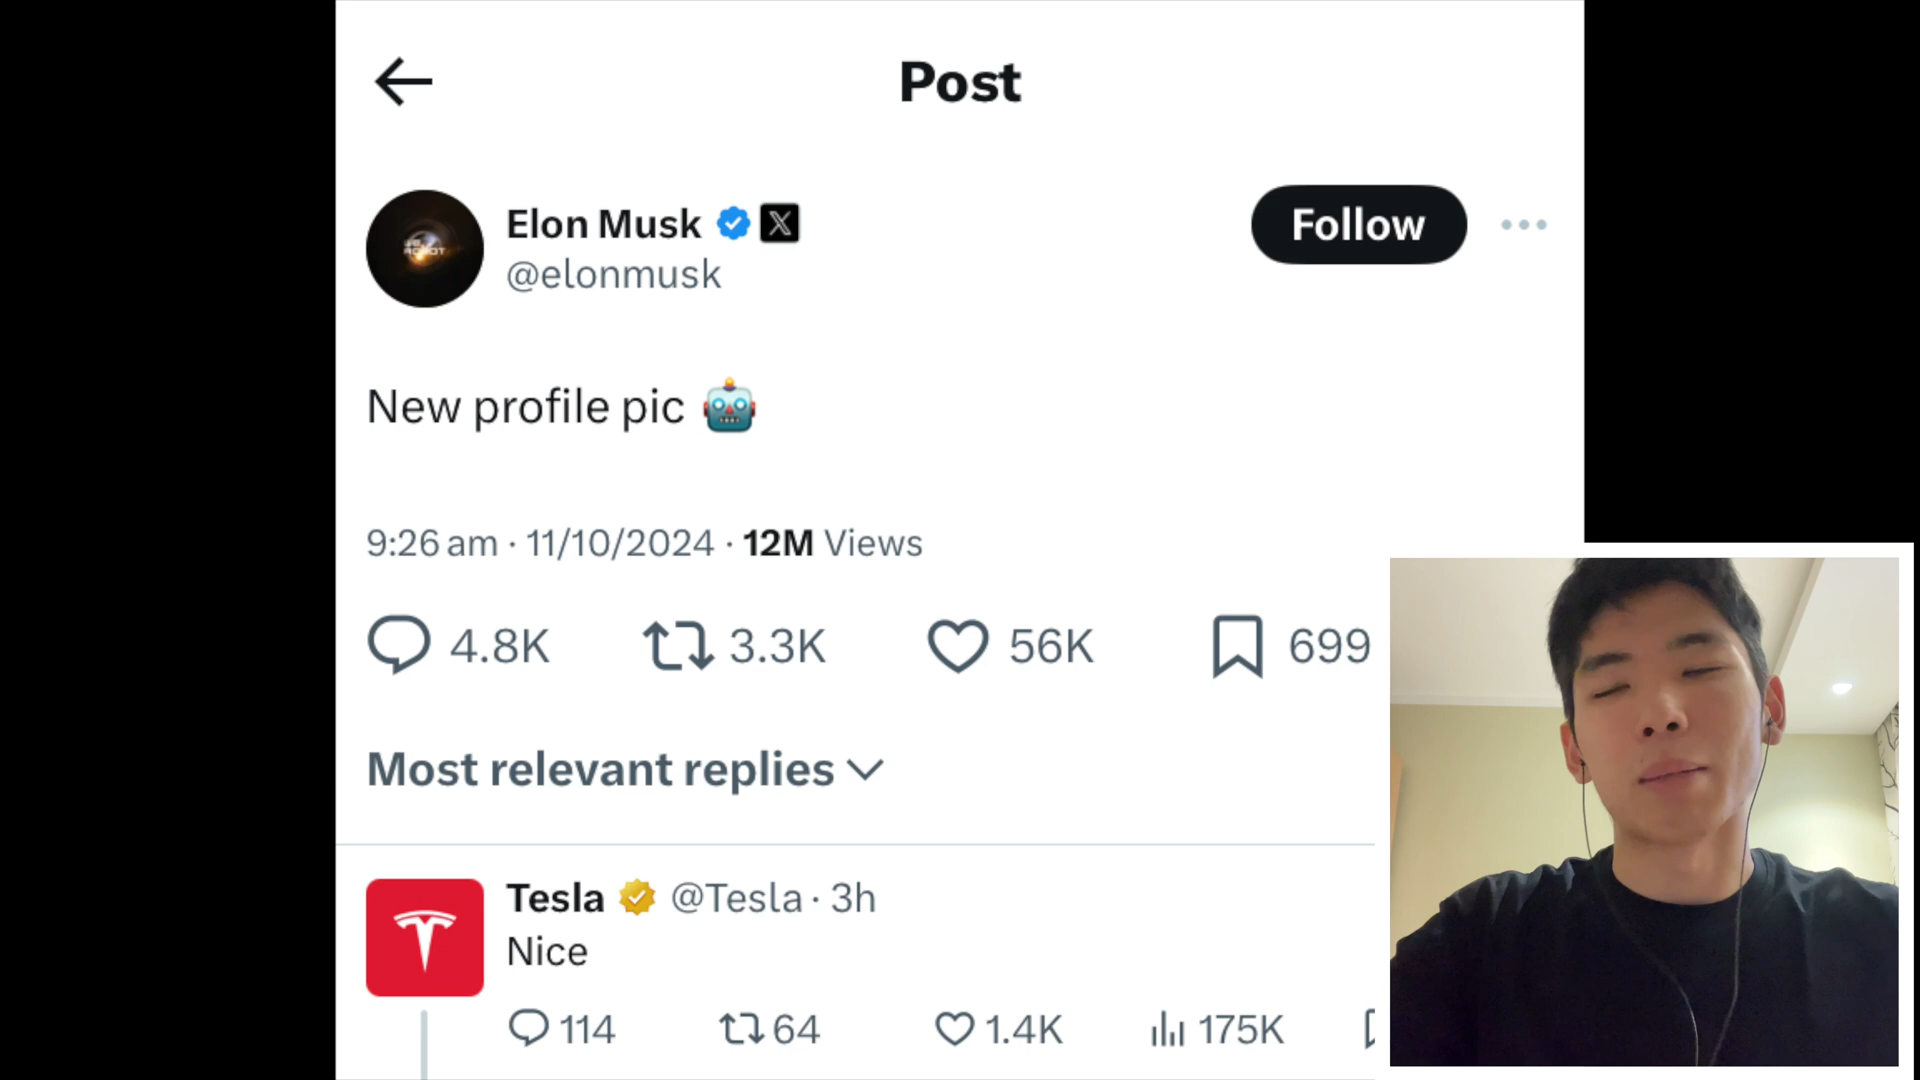 Post
Elon Musk
Follow
@elonmusk
New profile pic 🤖
9:26 am · 11/10/2024 · 12M Views
4.8K 3.3K 56K 699
Most relevant replies
Tesla @Tesla · 3h
Nice
114 64 1.4K 175K